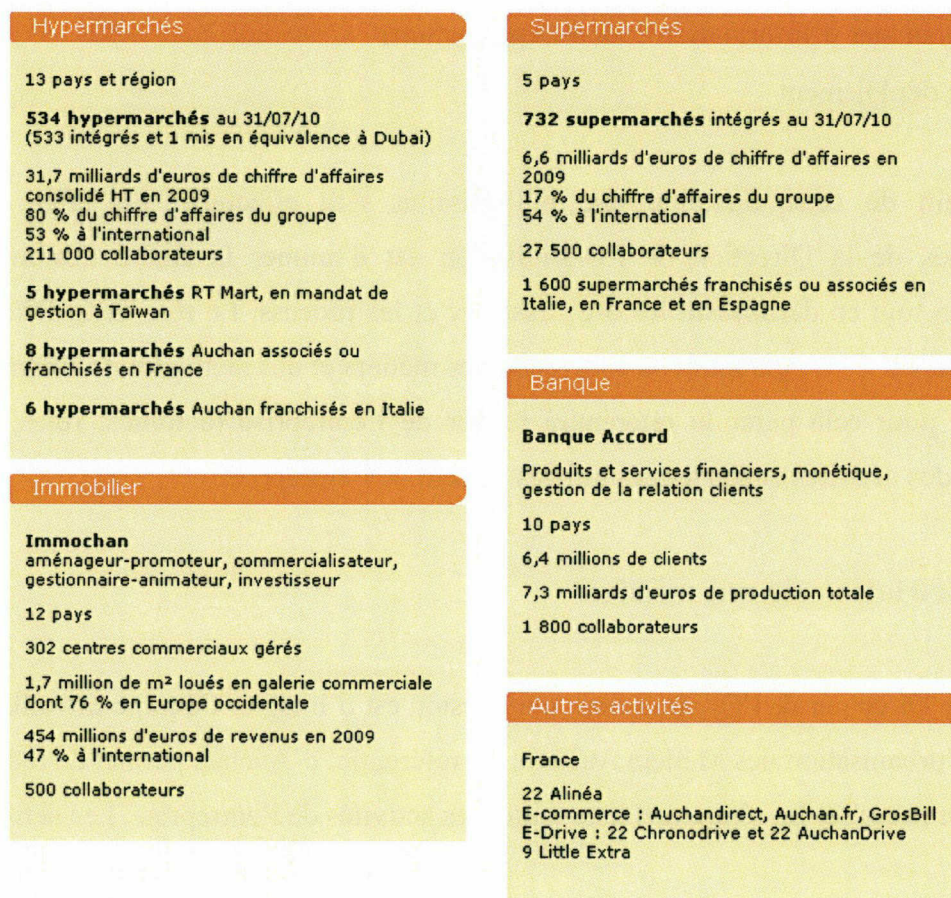 Hypermarchés
13 pays et région
534 hypermarchés au 31/07/10
(533 intégrés et 1 mis en équivalence à Dubai)
31,7 milliards d'euros de chiffre d'affaires
consolidé HT en 2009
80 % du chiffre d'affaires du groupe
53 % à l'international
211 000 collaborateurs
5 hypermarchés RT Mart, en mandat de
gestion à Taïwan
8 hypermarchés Auchan associés ou
franchisés en France
6 hypermarchés Auchan franchisés en Italie
Immobilier
Immochan
aménageur-promoteur, commercialisateur,
gestionnaire-animateur, investisseur
12 pays
302 centres commerciaux gérés
1,7 million de m² loués en galerie commerciale
dont 76 % en Europe occidentale
454 millions d'euros de revenus en 2009
47 % à l'international
500 collaborateurs
Supermarchés
5 pays
732 supermarchés intégrés au 31/07/10
6,6 milliards d'euros de chiffre d'affaires en
2009
17 % du chiffre d'affaires du groupe
54 % à l'international
27 500 collaborateurs
1 600 supermarchés franchisés ou associés en
Italie, en France et en Espagne
Banque
Banque Accord
Produits et services financiers, monétique,
gestion de la relation clients
10 pays
6,4 millions de clients
7,3 milliards d'euros de production totale
1 800 collaborateurs
Autres activités
France
22 Alinéa
E-commerce : Auchandirect, Auchan.fr, GrosBill
E-Drive : 22 Chronodrive et 22 AuchanDrive
9 Little Extra